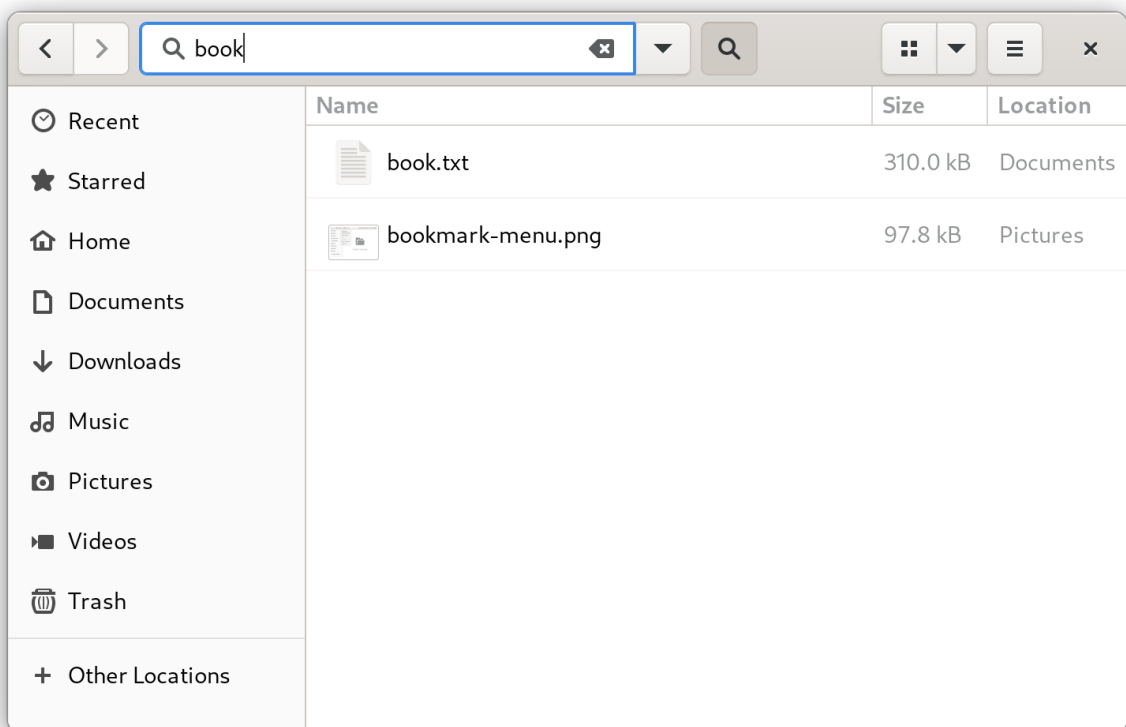 book
Recent
Starred
Home
Documents
Downloads
Music
Pictures
Videos
Trash
Other Locations
Name Size Location
book.txt 310.0 kB Documents
bookmark-menu.png 97.8 kB Pictures